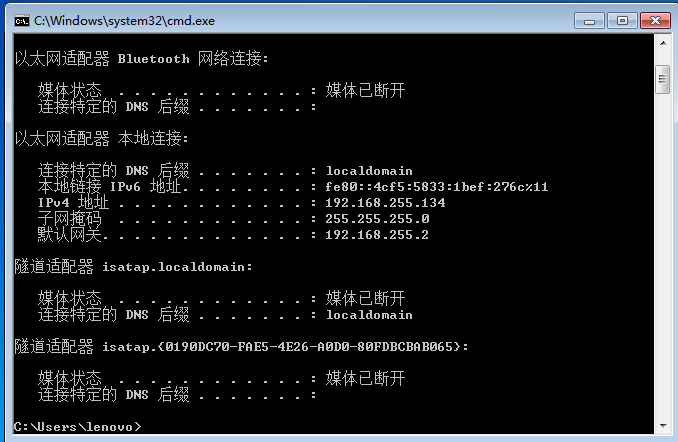 C:\Windows\system32\cmd.exe
以太网适配器 Bluetooth 网络连接:
媒体状态 . . . . . . . . . . . . : 媒体已断开
连接特定的 DNS 后缀 . . . . . . . :
以太网适配器 本地连接:
连接特定的 DNS 后缀 . . . . . . . : localdomain
本地链接 IPv6 地址. . . . . . . . : fe80::4cf5:5833:1bef:276c%11
IPv4 地址 . . . . . . . . . . . . : 192.168.255.134
子网掩码 . . . . . . . . . . . . : 255.255.255.0
默认网关. . . . . . . . . . . . . : 192.168.255.2
隧道适配器 isatap.localdomain:
媒体状态 . . . . . . . . . . . . : 媒体已断开
连接特定的 DNS 后缀 . . . . . . . : localdomain
隧道适配器 isatap.{0190DC70-FAE5-4E26-A0D0-80FDBCBAB065}:
媒体状态 . . . . . . . . . . . . : 媒体已断开
连接特定的 DNS 后缀 . . . . . . . :
C:\Users\lenovo>